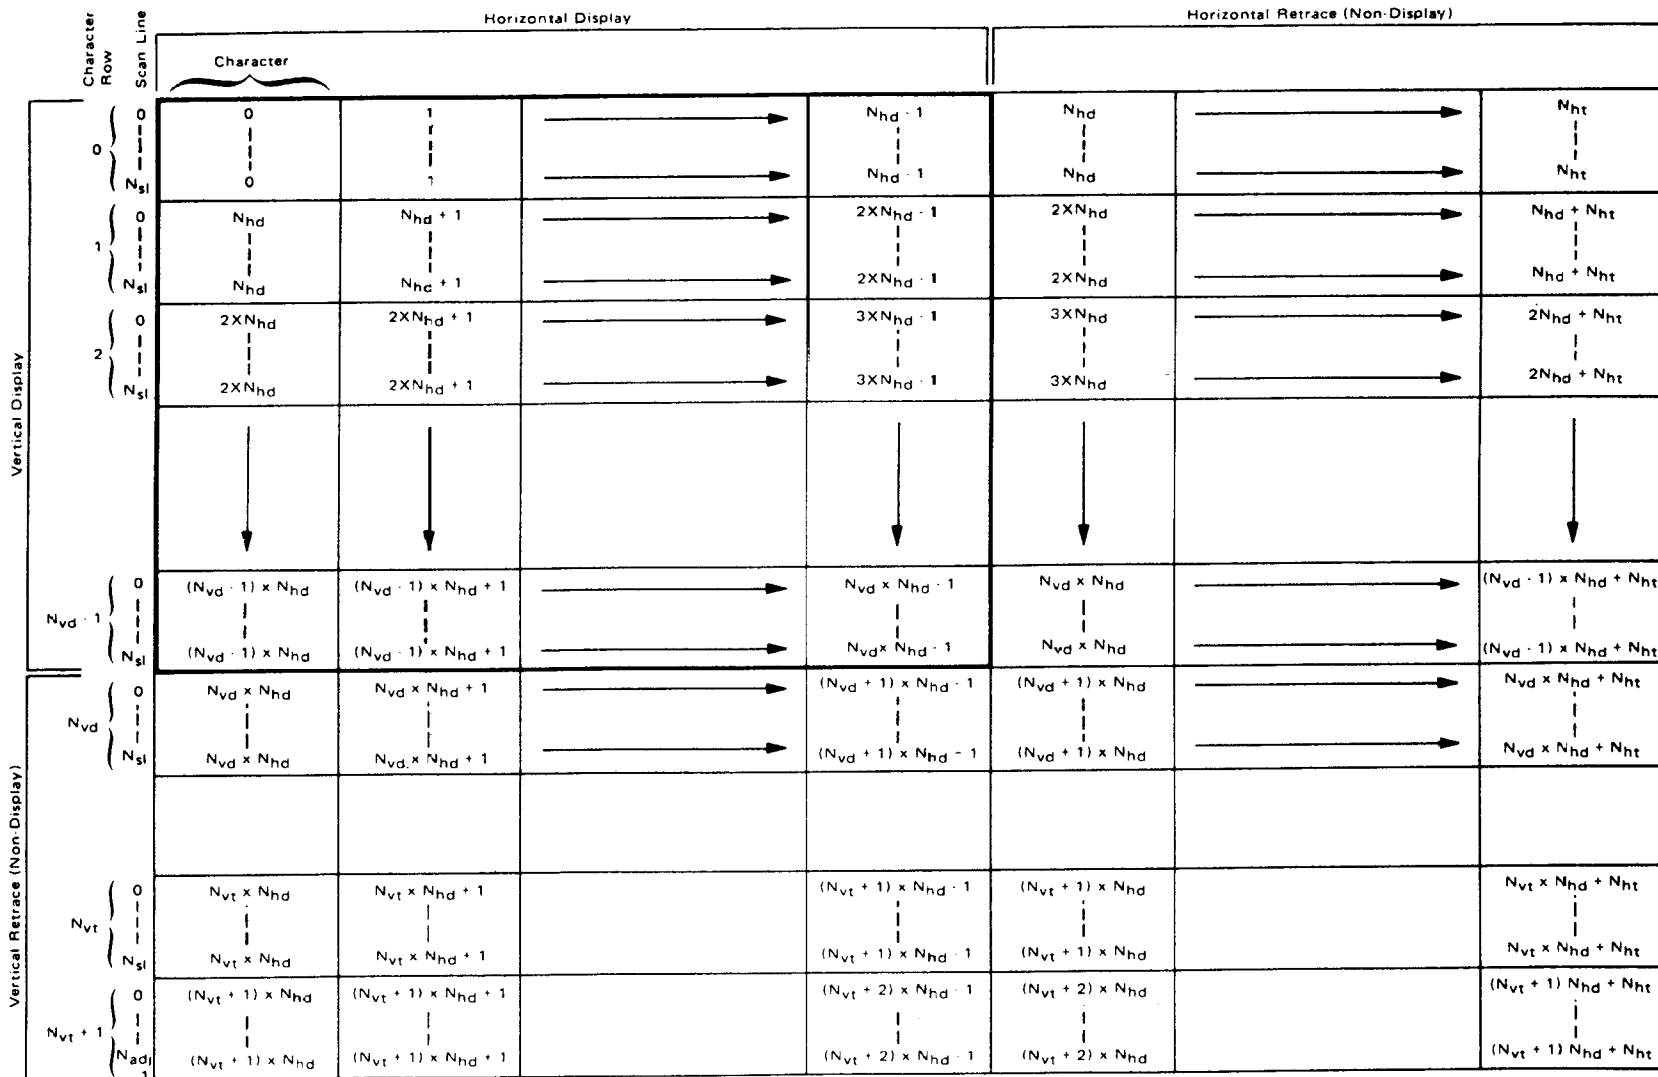 Horizontal Display Horizontal Retrace (Non-Display)
Character Row Scan Line
Character
Vertical Display
0 0 0 1 Nhd - 1 Nhd Nht
Nsl 0 1 Nhd - 1 Nhd Nht
1 0 Nhd Nhd + 1 2XNhd - 1 2XNhd Nhd + Nht
Nsl Nhd Nhd + 1 2XNhd - 1 2XNhd Nhd + Nht
2 0 2XNhd 2XNhd + 1 3XNhd - 1 3XNhd 2Nhd + Nht
Nsl 2XNhd 2XNhd + 1 3XNhd - 1 3XNhd 2Nhd + Nht
Nvd - 1 0 (Nvd - 1) x Nhd (Nvd - 1) x Nhd + 1 Nvd x Nhd - 1 Nvd x Nhd (Nvd - 1) x Nhd + Nht
Nsl (Nvd - 1) x Nhd (Nvd - 1) x Nhd + 1 Nvd x Nhd - 1 Nvd x Nhd (Nvd - 1) x Nhd + Nht
Vertical Retrace (Non-Display)
Nvd 0 Nvd x Nhd Nvd x Nhd + 1 (Nvd + 1) x Nhd - 1 (Nvd + 1) x Nhd Nvd x Nhd + Nht
Nsl Nvd x Nhd Nvd x Nhd + 1 (Nvd + 1) x Nhd - 1 (Nvd + 1) x Nhd Nvd x Nhd + Nht
Nvt 0 Nvt x Nhd Nvt x Nhd + 1 (Nvt + 1) x Nhd - 1 (Nvt + 1) x Nhd Nvt x Nhd + Nht
Nsl Nvt x Nhd Nvt x Nhd + 1 (Nvt + 1) x Nhd - 1 (Nvt + 1) x Nhd Nvt x Nhd + Nht
Nvt + 1 0 (Nvt + 1) x Nhd (Nvt + 1) x Nhd + 1 (Nvt + 2) x Nhd - 1 (Nvt + 2) x Nhd (Nvt + 1) Nhd + Nht
Nadj (Nvt + 1) x Nhd (Nvt + 1) x Nhd + 1 (Nvt + 2) x Nhd - 1 (Nvt + 2) x Nhd (Nvt + 1) Nhd + Nht